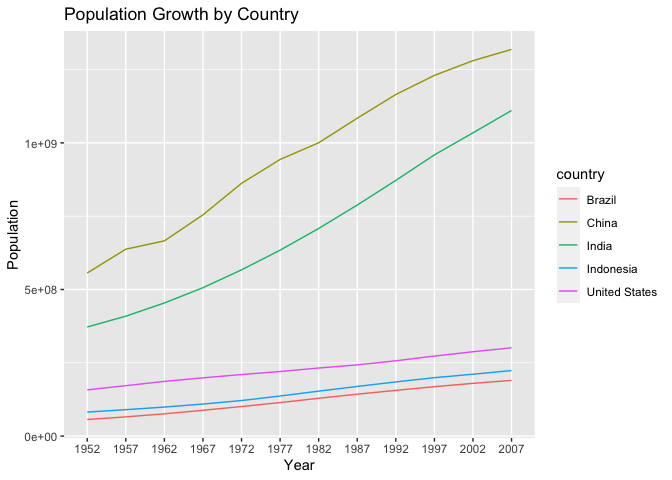 Population Growth by Country
Population
1e+09
5e+08
0e+00
1952 1957 1962 1967 1972 1977 1982 1987 1992 1997 2002 2007
Year
country
Brazil
China
India
Indonesia
United States